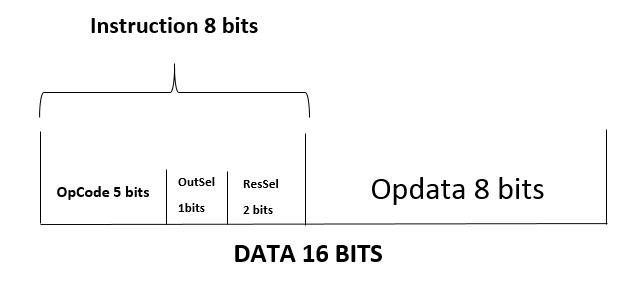 Instruction 8 bits
OpCode 5 bits
OutSel
1bits
ResSel
2 bits
Opdata 8 bits
DATA 16 BITS